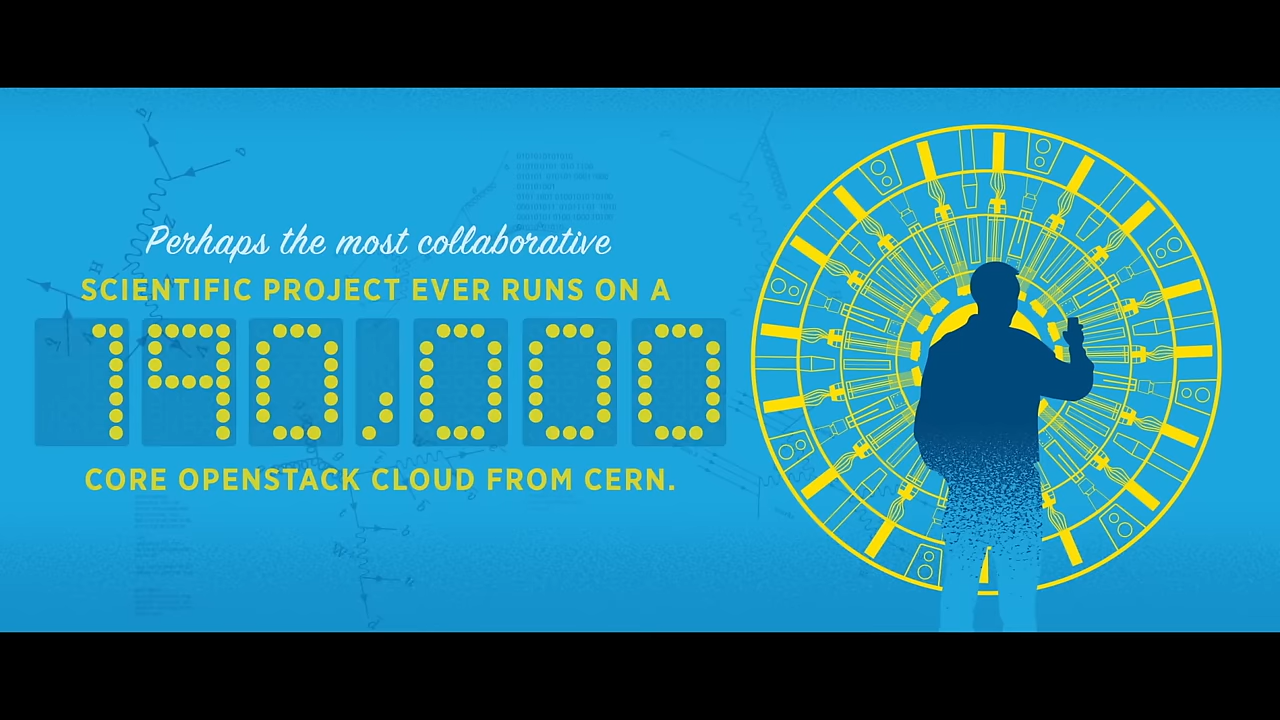 Perhaps the most collaborative
SCIENTIFIC PROJECT EVER RUNS ON A
190,000
CORE OPENSTACK CLOUD FROM CERN.